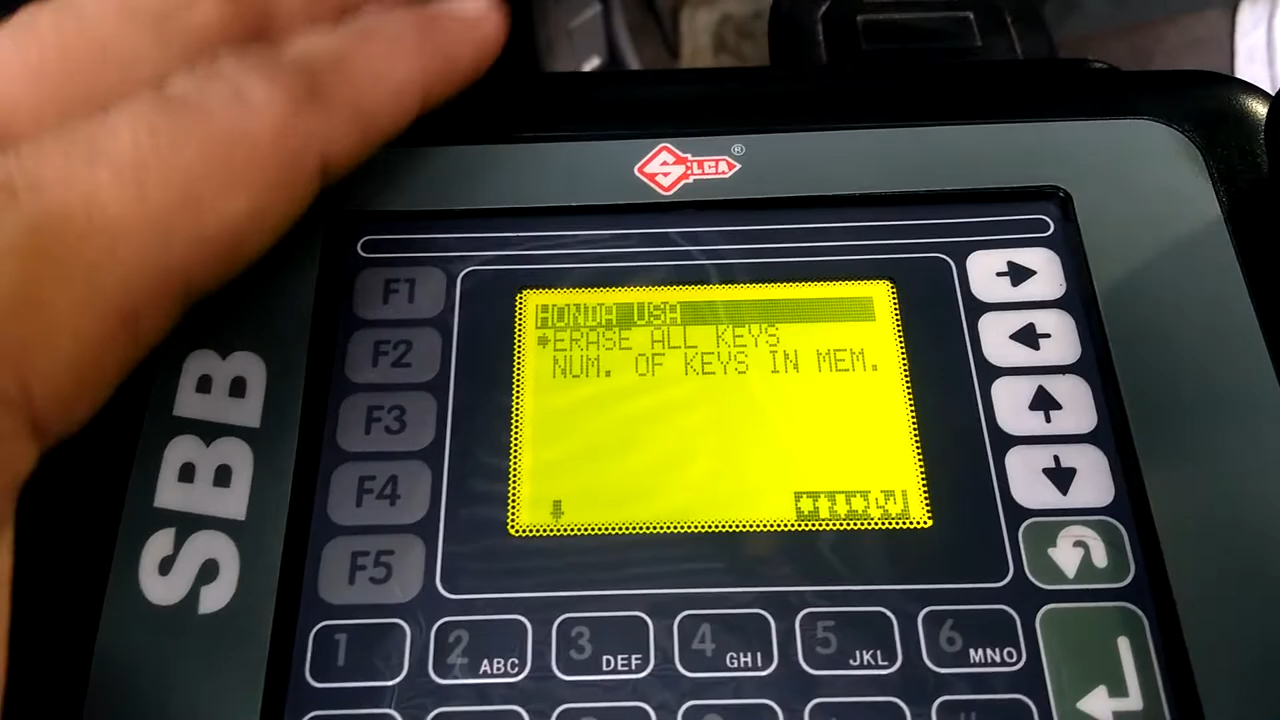 SILCA®
HONDA USA
ERASE ALL KEYS
NUM. OF KEYS IN MEM.
F1
F2
F3
F4
F5
SBB
1
2 ABC
3 DEF
4 GHI
5 JKL
6 MNO